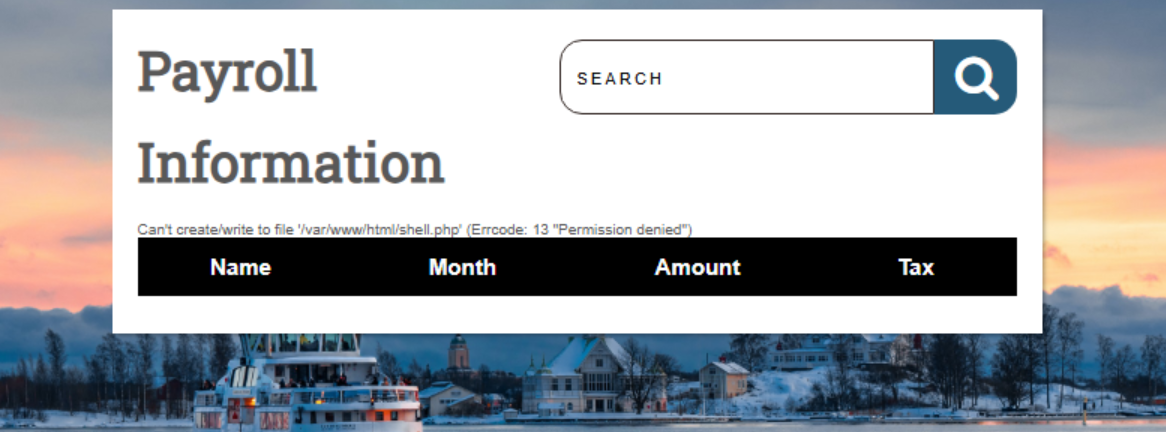 Payroll
Information
SEARCH
Can't create/write to file '/var/www/html/shell.php' (Errcode: 13 "Permission denied")
Name Month Amount Tax